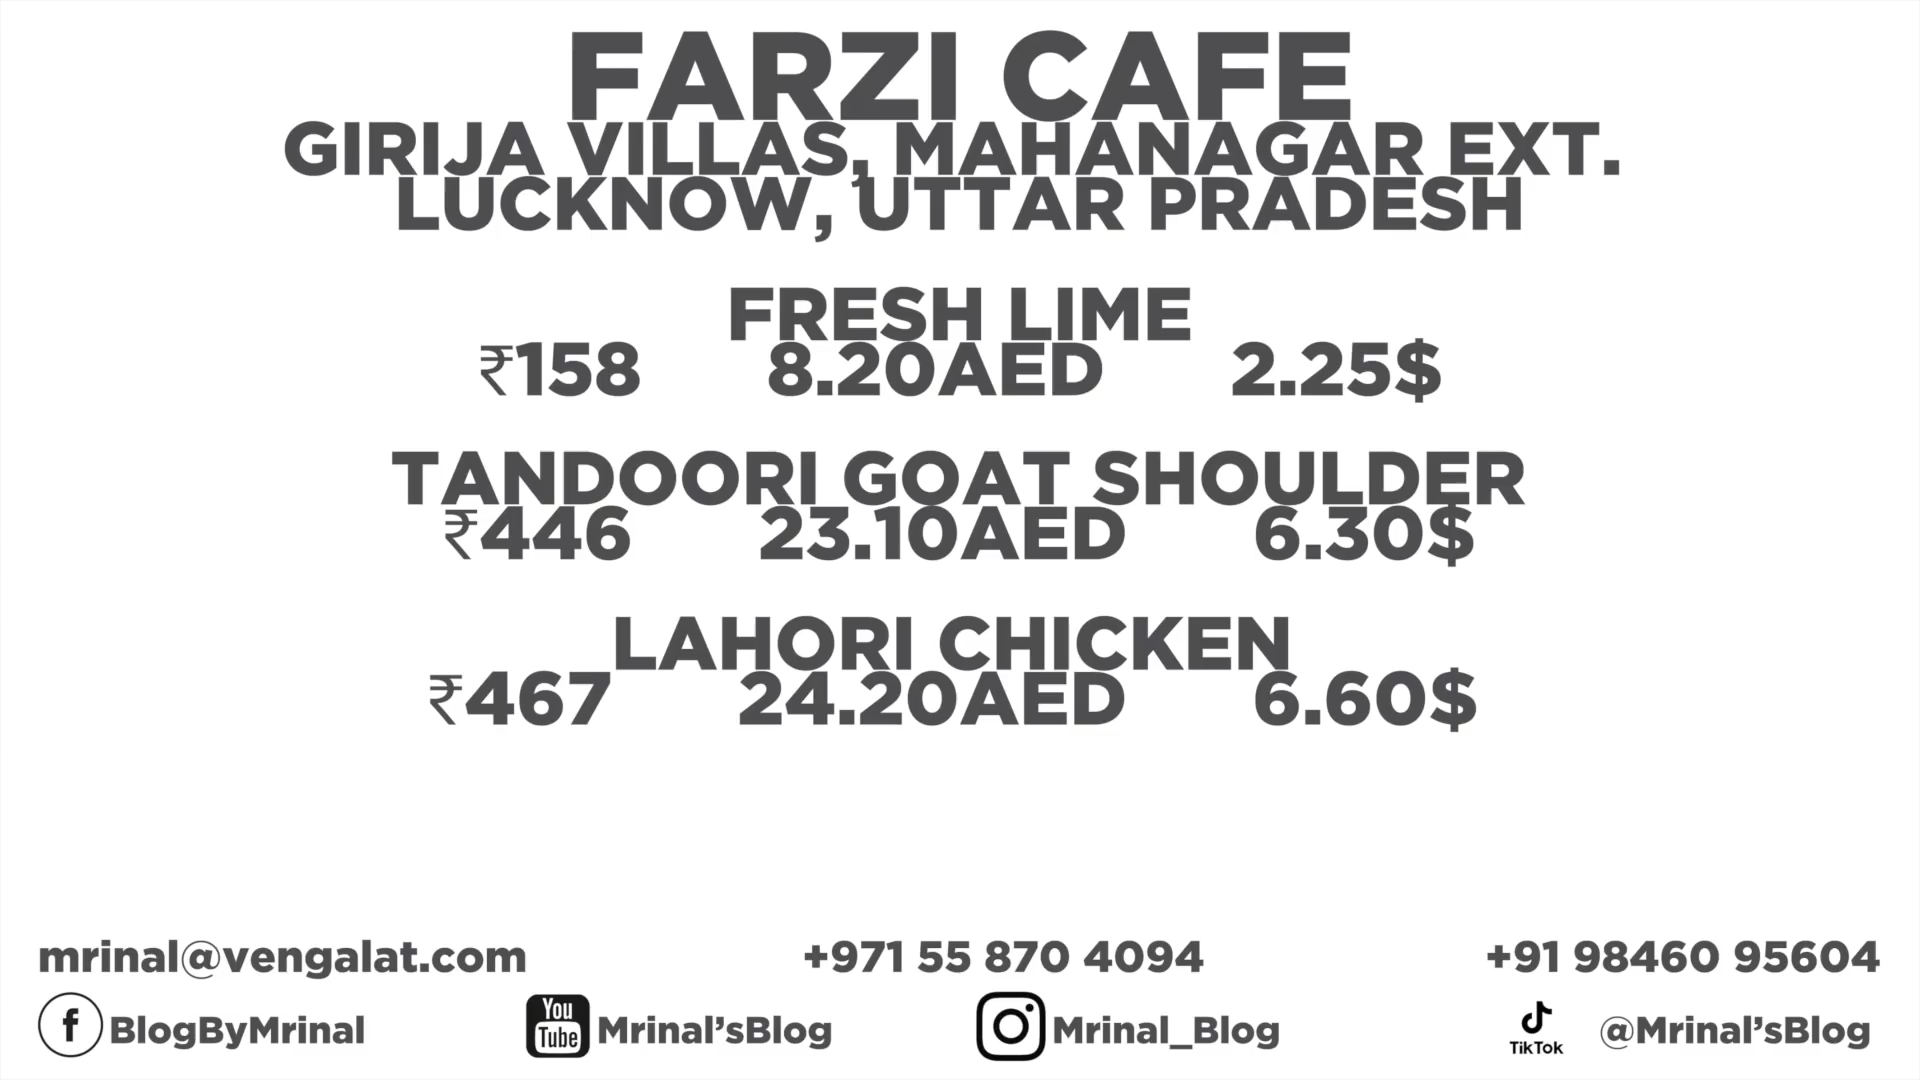 FARZI CAFE
GIRIJA VILLAS, MAHANAGAR EXT.
LUCKNOW, UTTAR PRADESH
FRESH LIME
₹158 8.20AED 2.25$
TANDOORI GOAT SHOULDER
₹446 23.10AED 6.30$
LAHORI CHICKEN
₹467 24.20AED 6.60$
mrinal@vengalat.com +971 55 870 4094 +91 98460 95604
f BlogByMrinal You Tube Mrinal’sBlog Mrinal_Blog TikTok @Mrinal’sBlog